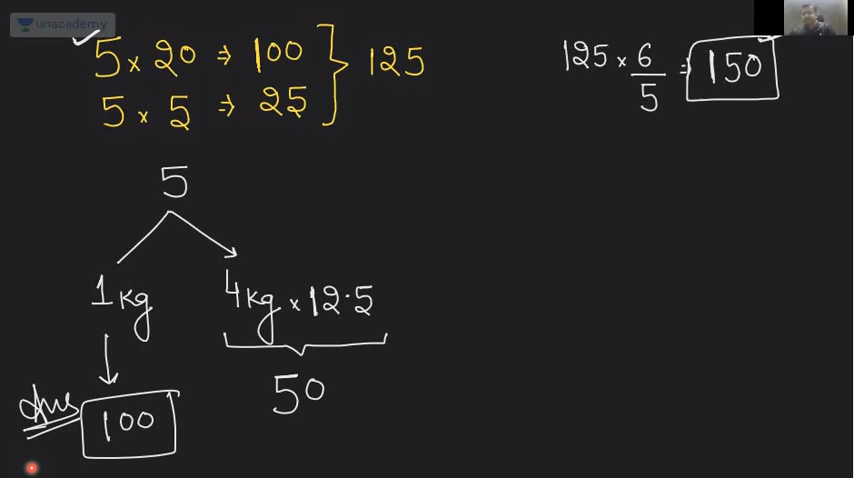 unacademy
5 × 20 ⇒ 100 } 125
5 × 5 ⇒ 25
125 × 6/5 = 150
5
1kg 4kg × 12.5
50
Ans 100